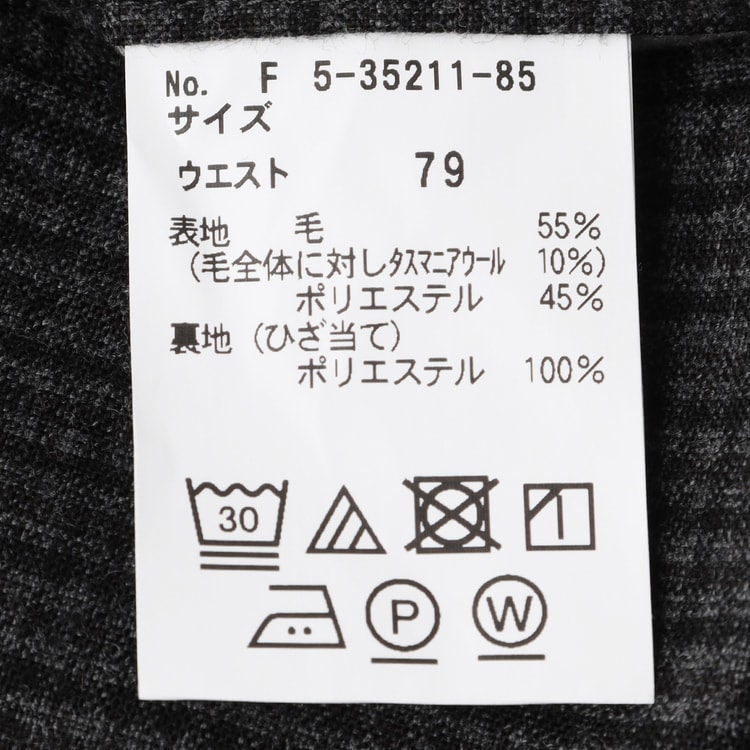 No. F 5-35211-85
サイズ
ウエスト 79
表地 毛 55%
(毛全体に対しタスマニアウール 10%)
ポリエステル 45%
裏地(ひざ当て)
ポリエステル 100%
30
P W